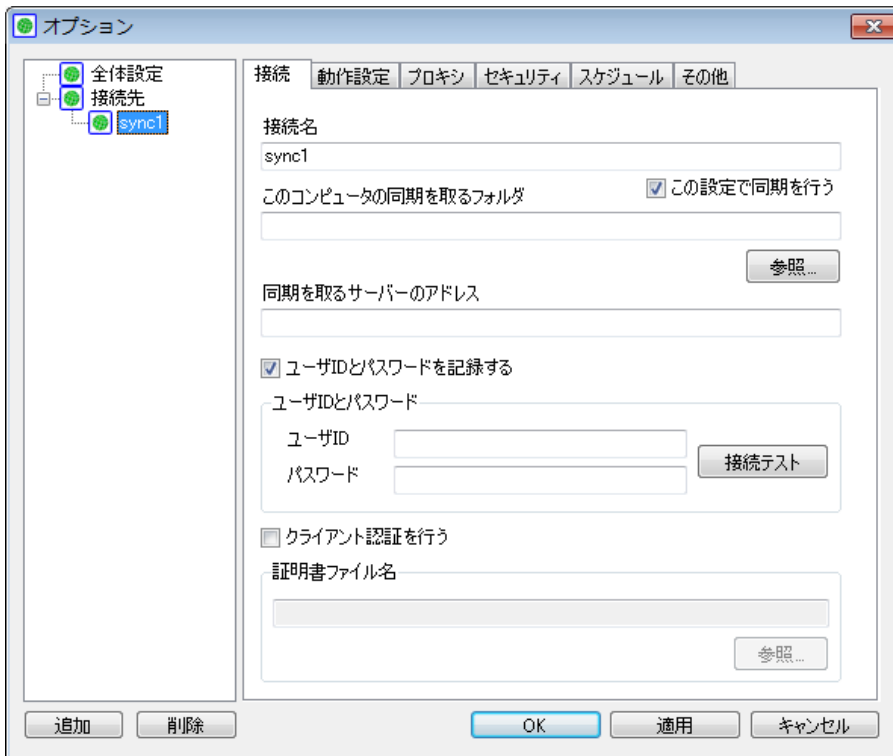 オプション
全体設定
接続先
sync1
接続
動作設定
プロキシ
セキュリティ
スケジュール
その他
接続名
sync1
この設定で同期を行う
このコンピュータの同期を取るフォルダ
参照...
同期を取るサーバーのアドレス
ユーザIDとパスワードを記録する
ユーザIDとパスワード
ユーザID
パスワード
接続テスト
クライアント認証を行う
証明書ファイル名
参照...
追加
削除
OK
適用
キャンセル